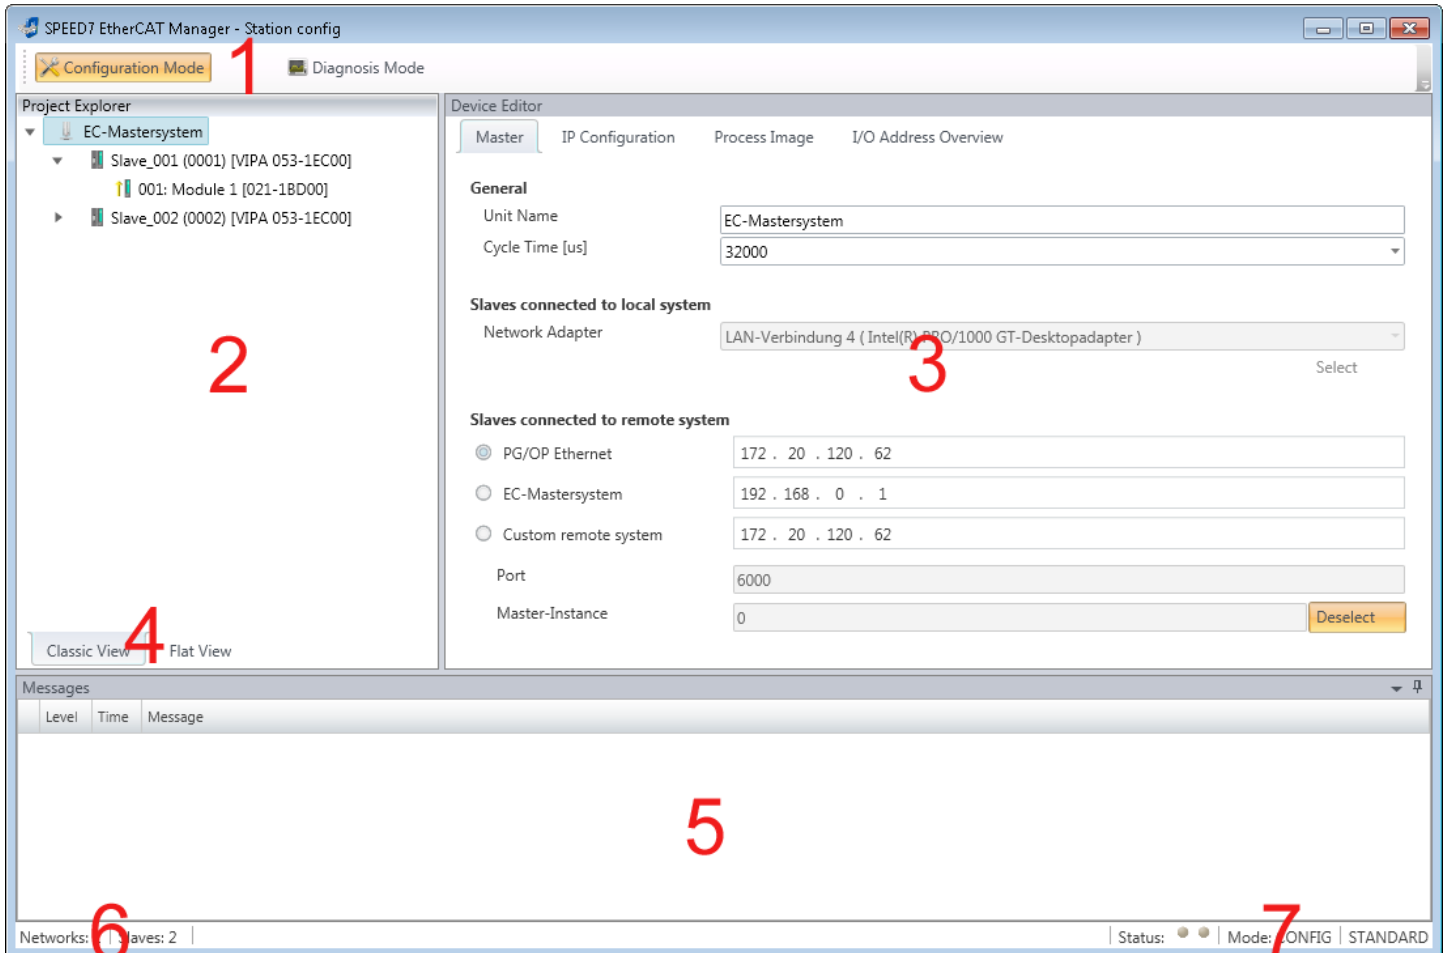 SPEED7 EtherCAT Manager - Station config
Configuration Mode 1 Diagnosis Mode
Project Explorer
EC-Mastersystem
Slave_001 (0001) [VIPA 053-1EC00]
001: Module 1 [021-1BD00]
Slave_002 (0002) [VIPA 053-1EC00]
2
4
Classic View Flat View
Device Editor
Master IP Configuration Process Image I/O Address Overview
General
Unit Name EC-Mastersystem
Cycle Time [us] 32000
Slaves connected to local system
Network Adapter LAN-Verbindung 4 ( Intel(R) PRO/1000 GT-Desktopadapter )
3
Select
Slaves connected to remote system
PG/OP Ethernet 172 . 20 . 120 . 62
EC-Mastersystem 192 . 168 . 0 . 1
Custom remote system 172 . 20 . 120 . 62
Port 6000
Master-Instance 0 Deselect
Messages
Level Time Message
5
6 7
Networks: Slaves: 2 Status: Mode: CONFIG STANDARD